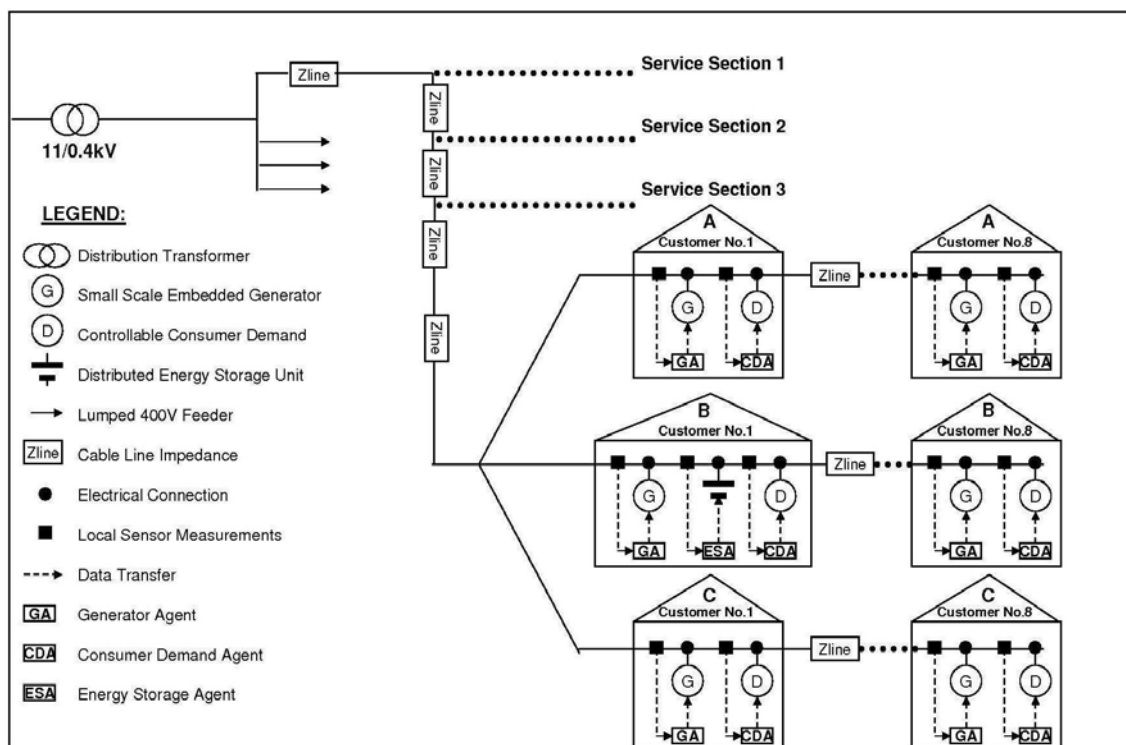 Zline
Service Section 1
Zline
Service Section 2
11/0.4kV
Zline
Service Section 3
LEGEND:
Distribution Transformer
G
Small Scale Embedded Generator
D
Controllable Consumer Demand
Distributed Energy Storage Unit
Lumped 400V Feeder
Zline
Cable Line Impedance
Electrical Connection
Local Sensor Measurements
Data Transfer
GA
Generator Agent
CDA
Consumer Demand Agent
ESA
Energy Storage Agent
Zline
Zline
A
Customer No.1
G
D
GA
CDA
Zline
A
Customer No.8
G
D
GA
CDA
B
Customer No.1
G
D
GA
ESA
CDA
Zline
B
Customer No.8
G
D
GA
CDA
C
Customer No.1
G
D
GA
CDA
Zline
C
Customer No.8
G
D
GA
CDA